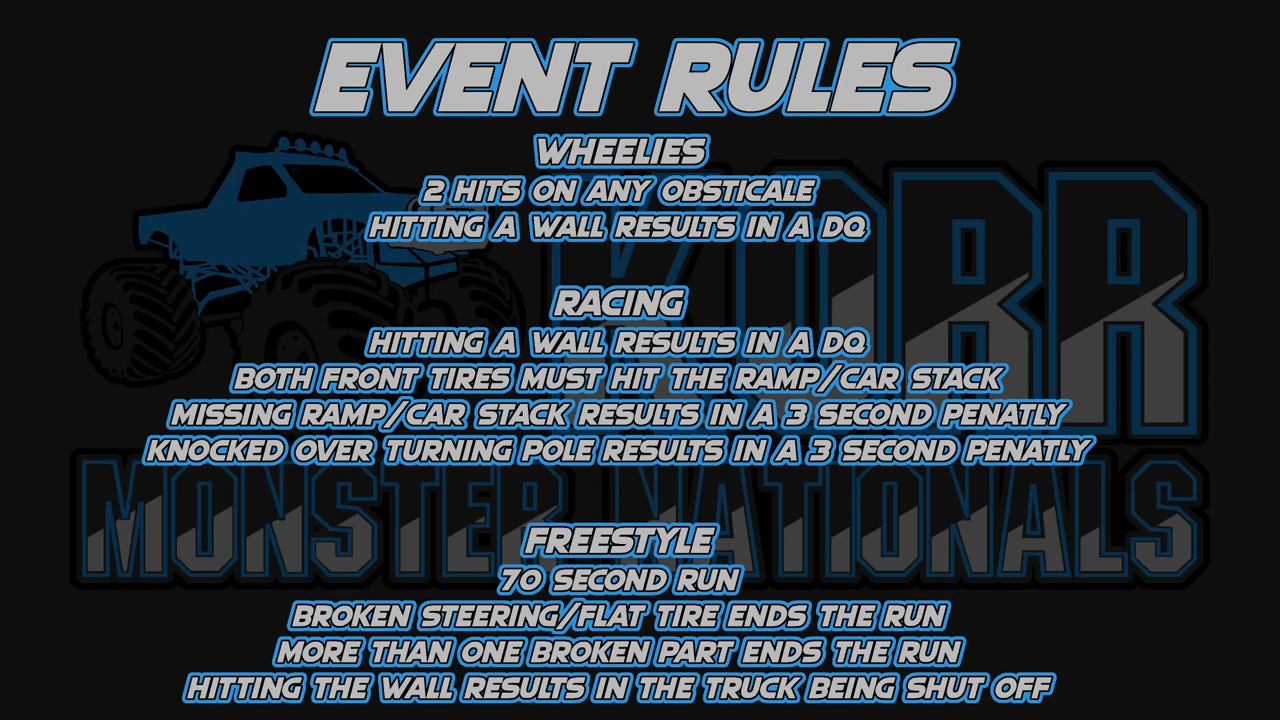 EVENT RULES
WHEELIES
2 HITS ON ANY OBSTICALE
HITTING A WALL RESULTS IN A DQ
RACING
HITTING A WALL RESULTS IN A DQ
BOTH FRONT TIRES MUST HIT THE RAMP/CAR STACK
MISSING RAMP/CAR STACK RESULTS IN A 3 SECOND PENATLY
KNOCKED OVER TURNING POLE RESULTS IN A 3 SECOND PENATLY
FREESTYLE
70 SECOND RUN
BROKEN STEERING/FLAT TIRE ENDS THE RUN
MORE THAN ONE BROKEN PART ENDS THE RUN
HITTING THE WALL RESULTS IN THE TRUCK BEING SHUT OFF
MONSTER NATIONALS